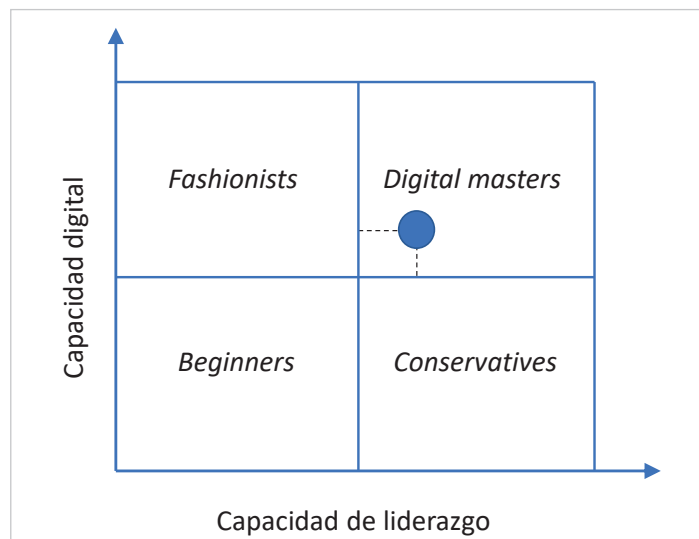 Fashionists
Digital masters
Capacidad digital
Beginners
Conservatives
Capacidad de liderazgo